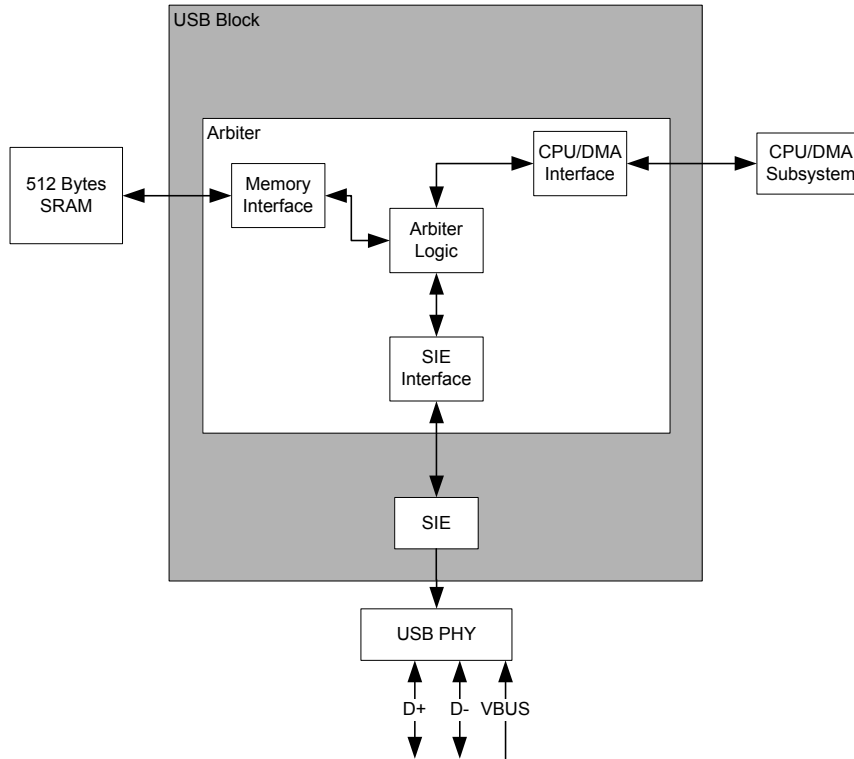 USB Block
Arbiter
512 Bytes
SRAM
Memory
Interface
CPU/DMA
Interface
CPU/DMA
Subsystem
Arbiter
Logic
SIE
Interface
SIE
USB PHY
D+ D- VBUS